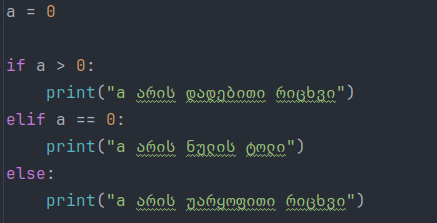 a = 0
if a > 0:
    print("a არის დადებითი რიცხვი")
elif a == 0:
    print("a არის ნულის ტოლი")
else:
    print("a არის უარყოფითი რიცხვი")